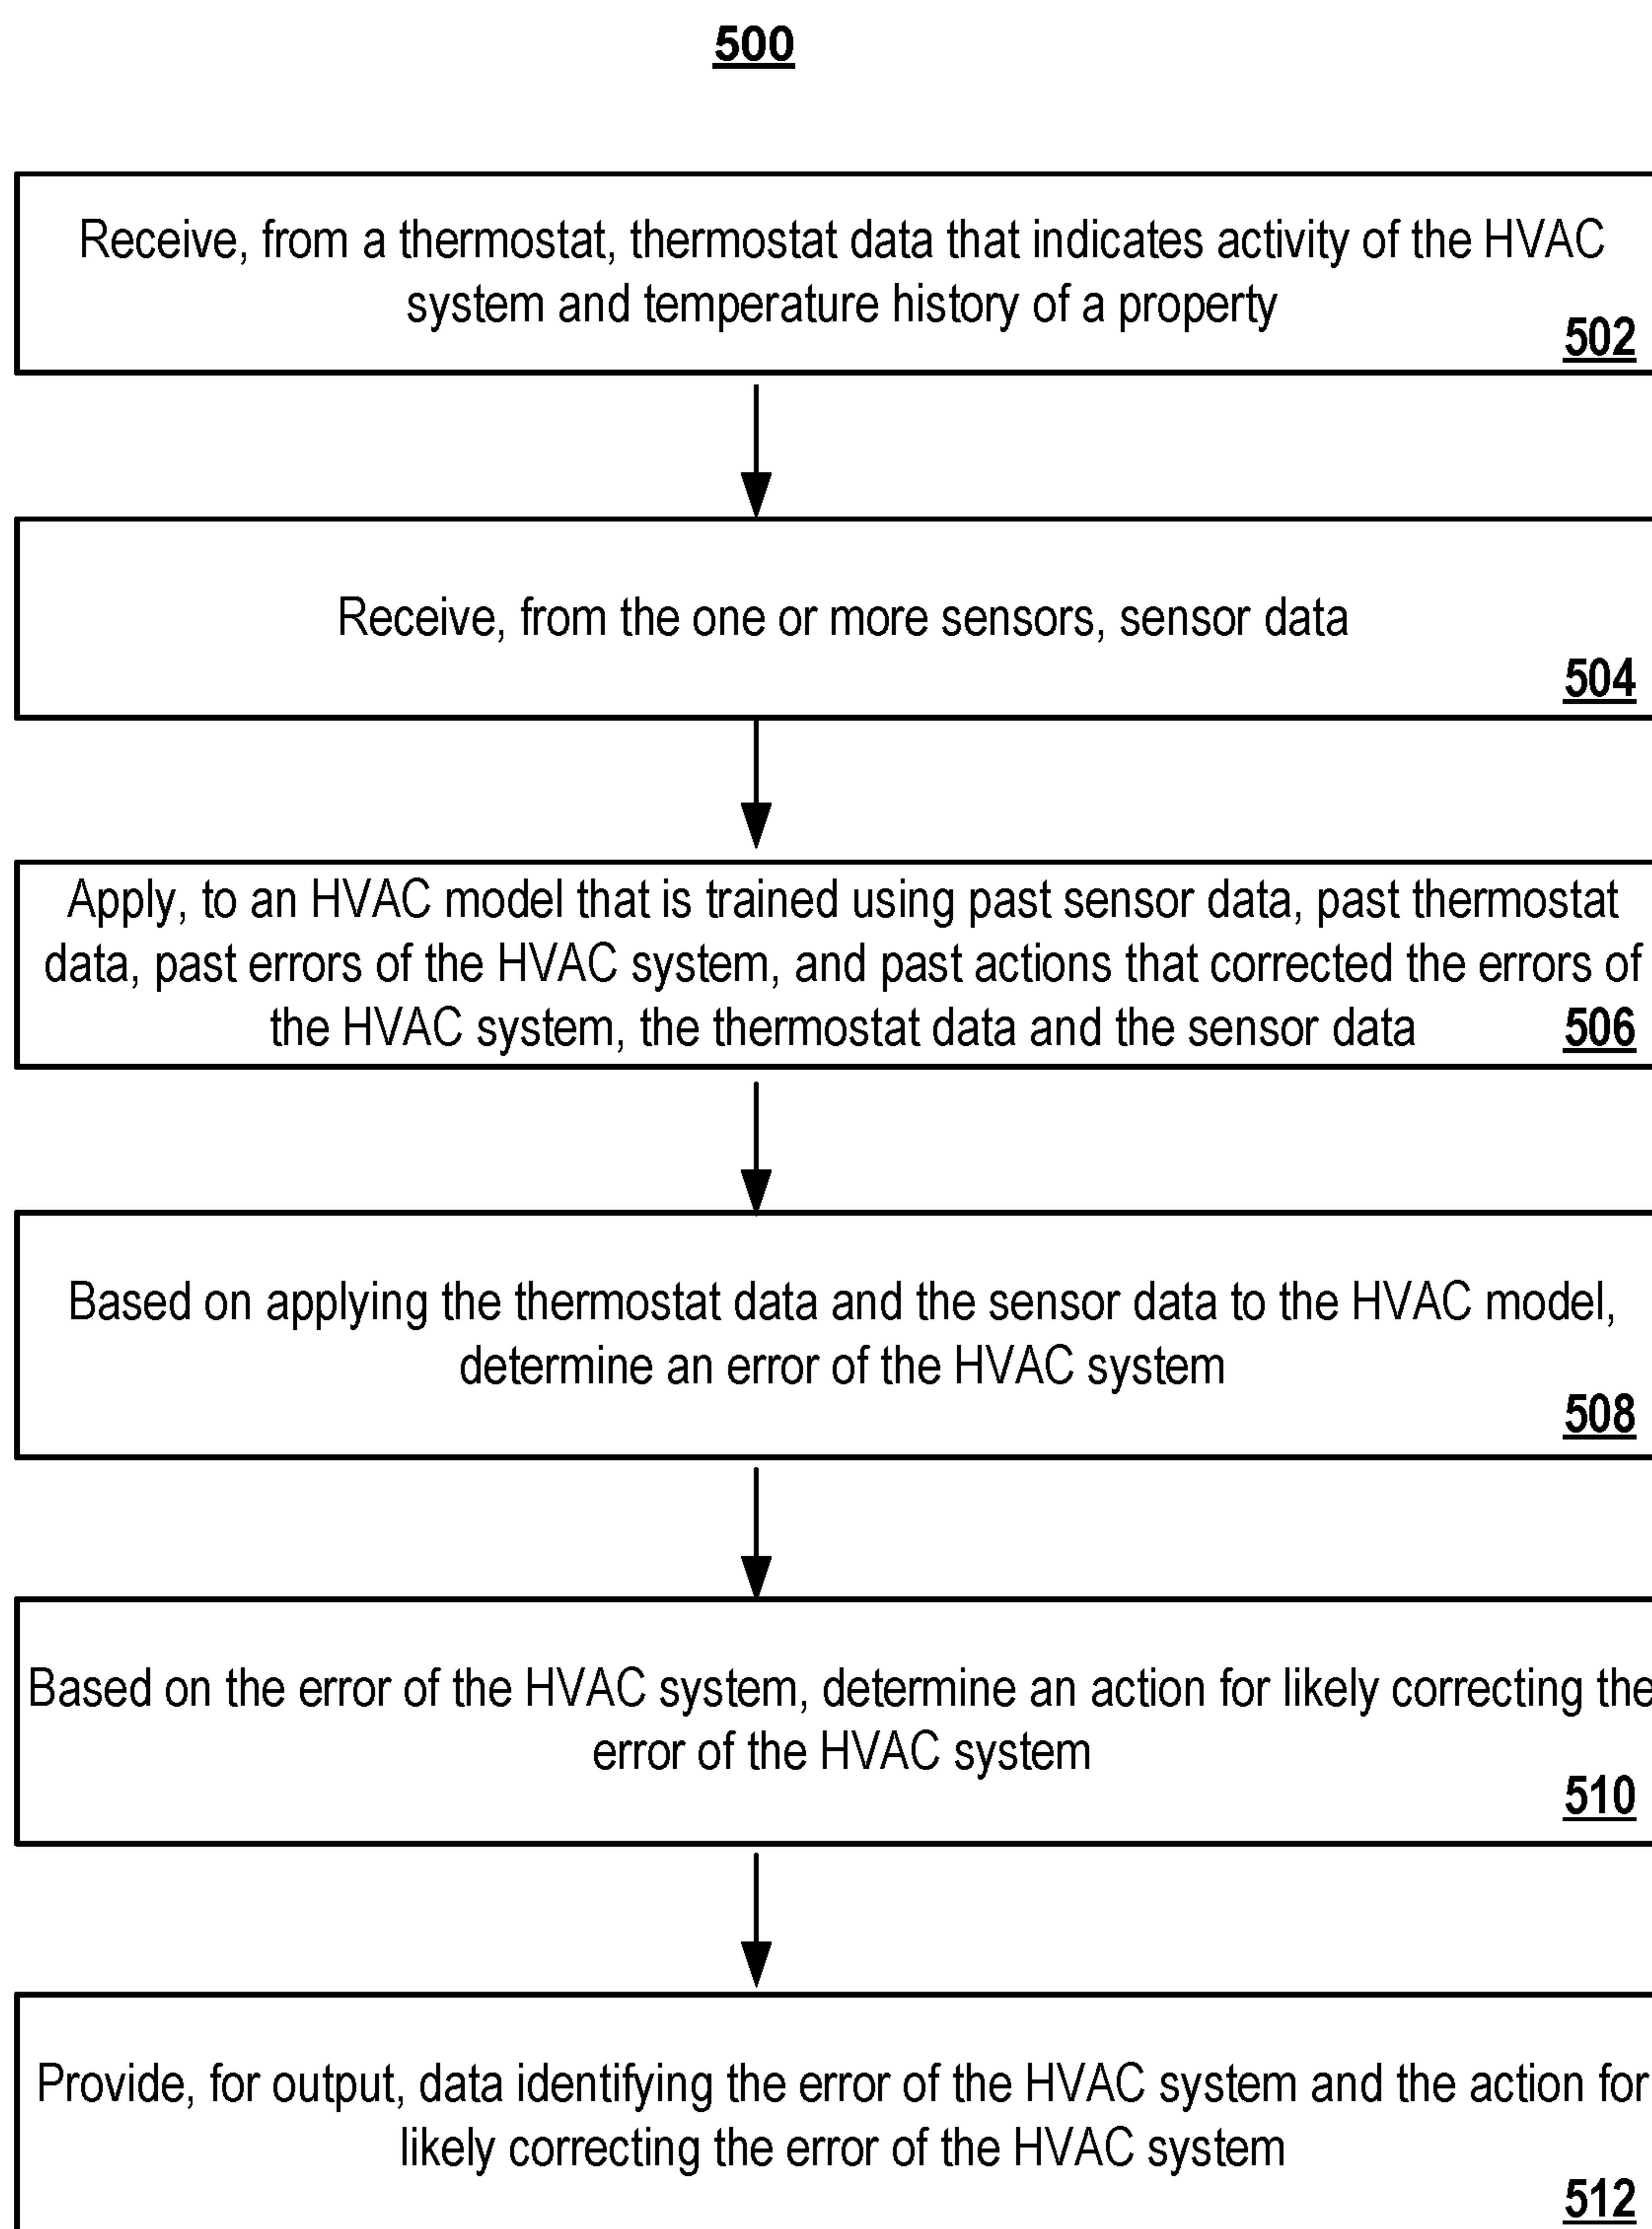 500
Receive, from a thermostat, thermostat data that indicates activity of the HVAC
system and temperature history of a property
502
Receive, from the one or more sensors, sensor data
504
Apply, to an HVAC model that is trained using past sensor data, past thermostat
data, past errors of the HVAC system, and past actions that corrected the errors of
the HVAC system, the thermostat data and the sensor data
506
Based on applying the thermostat data and the sensor data to the HVAC model,
determine an error of the HVAC system
508
Based on the error of the HVAC system, determine an action for likely correcting the
error of the HVAC system
510
Provide, for output, data identifying the error of the HVAC system and the action for
likely correcting the error of the HVAC system
512